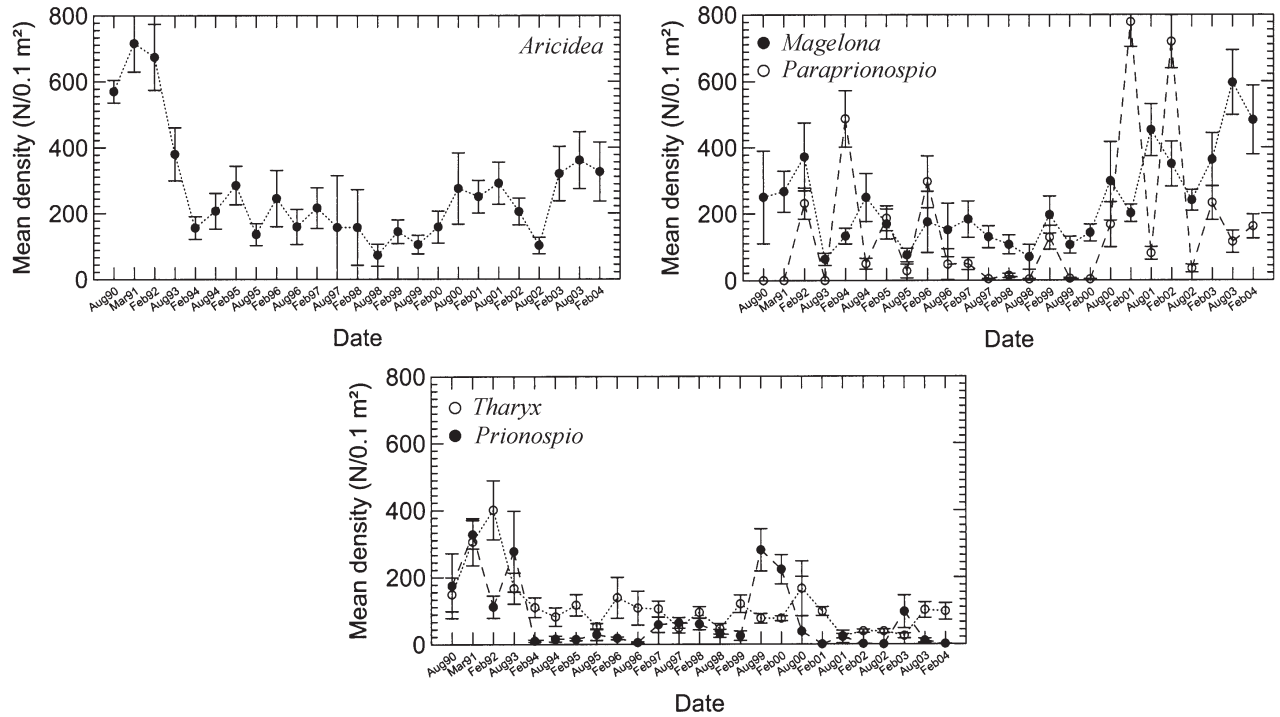 Aricidea
Mean density (N/0.1 m²)
800
600
400
200
0
Aug90 Mar91 Feb92 Aug93 Feb94 Aug94 Feb95 Aug95 Feb96 Aug96 Feb97 Aug97 Feb98 Aug98 Feb99 Aug99 Feb00 Aug00 Feb01 Aug01 Feb02 Aug02 Feb03 Aug03 Feb04
Date
Magelona
Paraprionospio
Mean density (N/0.1 m²)
800
600
400
200
0
Aug90 Mar91 Feb92 Aug93 Feb94 Aug94 Feb95 Aug95 Feb96 Aug96 Feb97 Aug97 Feb98 Aug98 Feb99 Aug99 Feb00 Aug00 Feb01 Aug01 Feb02 Aug02 Feb03 Aug03 Feb04
Date
Tharyx
Prionospio
Mean density (N/0.1 m²)
800
600
400
200
0
Aug90 Mar91 Feb92 Aug93 Feb94 Aug94 Feb95 Aug95 Feb96 Aug96 Feb97 Aug97 Feb98 Aug98 Feb99 Aug99 Feb00 Aug00 Feb01 Aug01 Feb02 Aug02 Feb03 Aug03 Feb04
Date